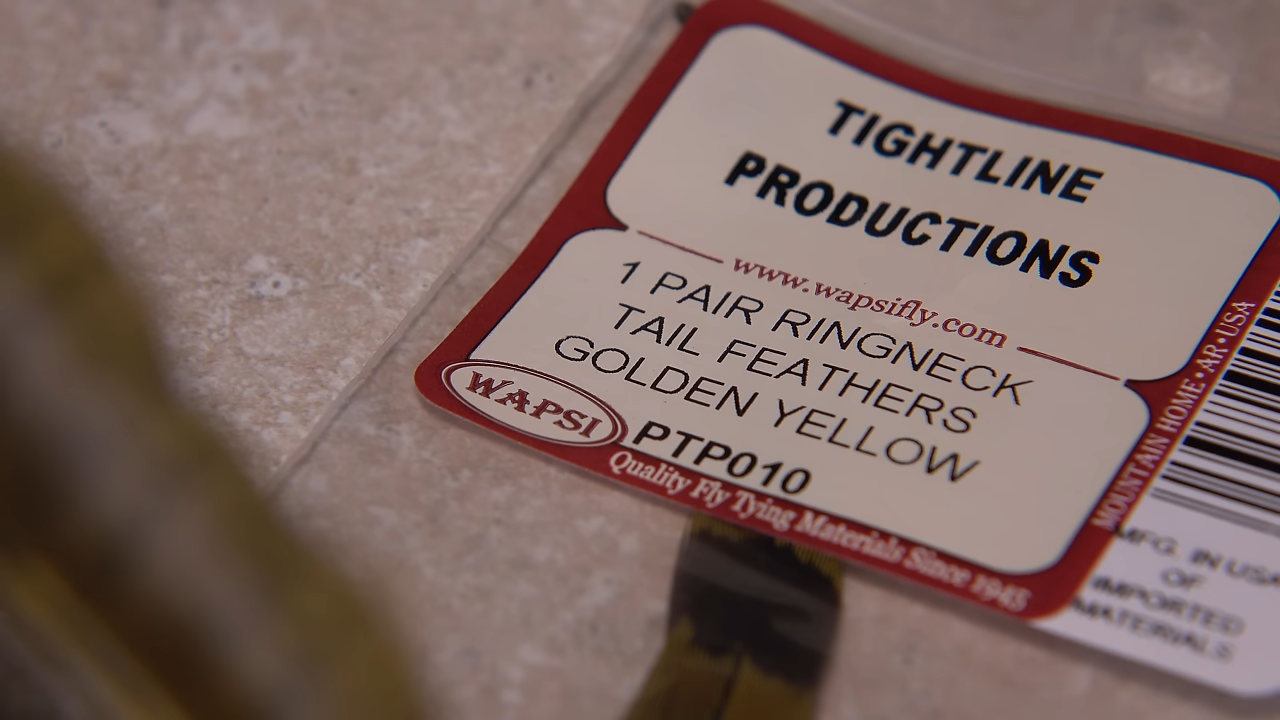 TIGHTLINE
PRODUCTIONS
www.wapsifly.com
1 PAIR RINGNECK
TAIL FEATHERS
GOLDEN YELLOW
WAPSI
PTP010
Quality Fly Tying Materials Since 1945
MOUNTAIN HOME • AR • USA
MFG. IN USA
OF
IMPORTED
MATERIALS